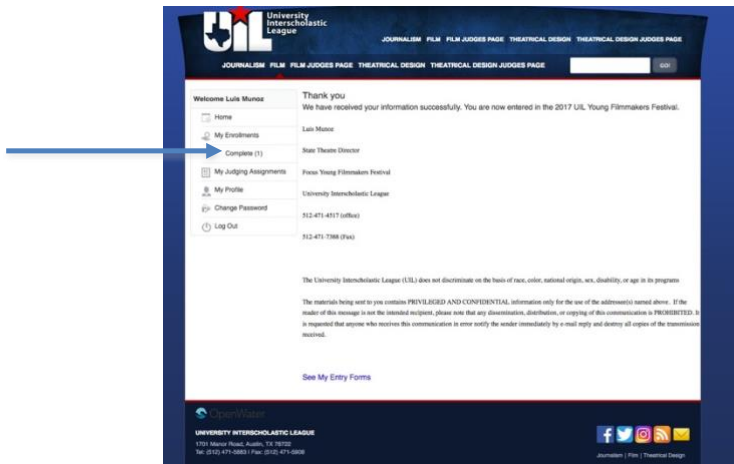 UIL
University
Interscholastic
League
JOURNALISM FILM FILM JUDGES PAGE THEATRICAL DESIGN THEATRICAL DESIGN JUDGES PAGE
JOURNALISM FILM FILM JUDGES PAGE THEATRICAL DESIGN THEATRICAL DESIGN JUDGES PAGE
GO!
Welcome Luis Munoz
Home
My Enrollments
Complete (1)
My Judging Assignments
My Profile
Change Password
Log Out
Thank you
We have received your information successfully. You are now entered in the 2017 UIL Young Filmmakers Festival.
Luis Munoz
State Theatre Director
Focus Young Filmmakers Festival
University Interscholastic League
512-471-4517 (office)
512-471-7388 (Fax)
The University Interscholastic League (UIL) does not discriminate on the basis of race, color, national origin, sex, disability, or age in its programs
The materials being sent to you contains PRIVILEGED AND CONFIDENTIAL information only for the use of the addressee(s) named above. If the
reader of this message is not the intended recipient, please note that any dissemination, distribution, or copying of this communication is PROHIBITED. It
is requested that anyone who receives this communication in error notify the sender immediately by e-mail reply and destroy all copies of the transmission
received.
See My Entry Forms
OpenWater
UNIVERSITY INTERSCHOLASTIC LEAGUE
1701 Manor Road, Austin, TX 78722
Tel: (512) 471-5883 | Fax: (512) 471-5908
Journalism | Film | Theatrical Design